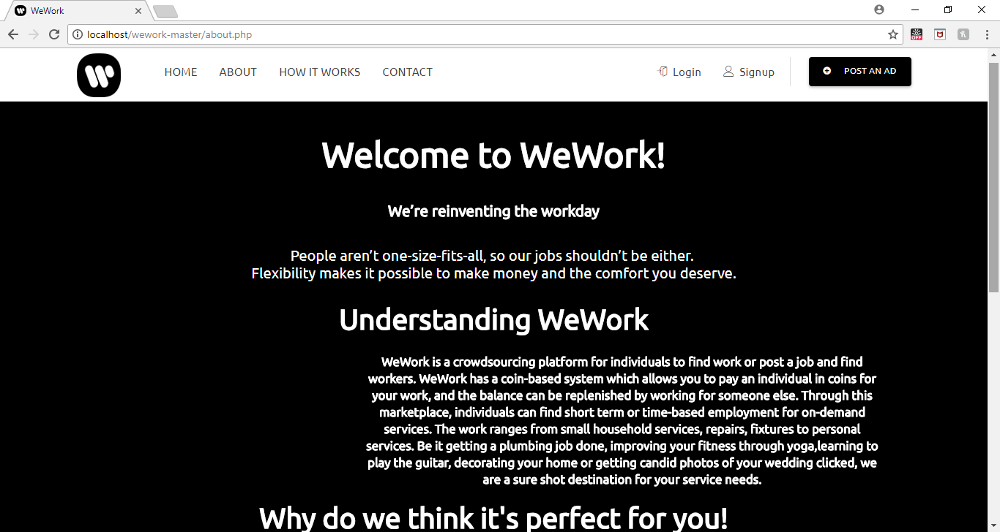 WeWork
localhost/wework-master/about.php
OFF
HOME ABOUT HOW IT WORKS CONTACT Login Signup POST AN AD
Welcome to WeWork!
We’re reinventing the workday
People aren’t one-size-fits-all, so our jobs shouldn’t be either.
Flexibility makes it possible to make money and the comfort you deserve.
Understanding WeWork
WeWork is a crowdsourcing platform for individuals to find work or post a job and find
workers. WeWork has a coin-based system which allows you to pay an individual in coins for
your work, and the balance can be replenished by working for someone else. Through this
marketplace, individuals can find short term or time-based employment for on-demand
services. The work ranges from small household services, repairs, fixtures to personal
services. Be it getting a plumbing job done, improving your fitness through yoga,learning to
play the guitar, decorating your home or getting candid photos of your wedding clicked, we
are a sure shot destination for your service needs.
Why do we think it's perfect for you!